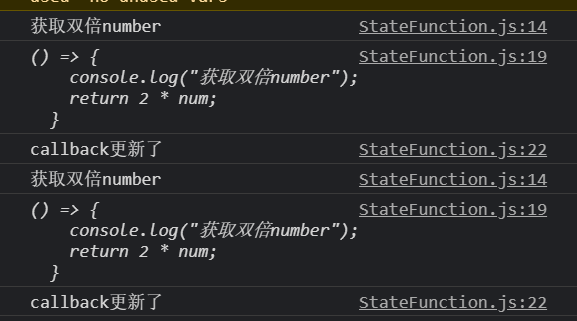 获取双倍number StateFunction.js:14
() => { StateFunction.js:19
console.log("获取双倍number");
return 2 * num;
}
callback更新了 StateFunction.js:22
获取双倍number StateFunction.js:14
() => { StateFunction.js:19
console.log("获取双倍number");
return 2 * num;
}
callback更新了 StateFunction.js:22